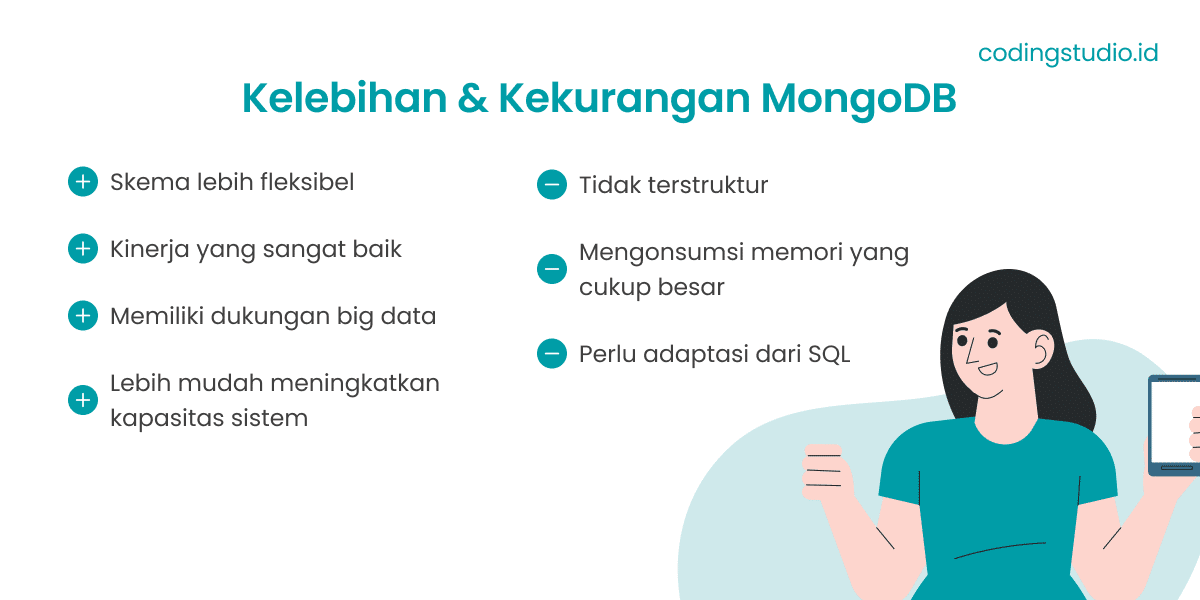 codingstudio.id
Kelebihan & Kekurangan MongoDB
Skema lebih fleksibel
Kinerja yang sangat baik
Memiliki dukungan big data
Lebih mudah meningkatkan
kapasitas sistem
Tidak terstruktur
Mengonsumsi memori yang
cukup besar
Perlu adaptasi dari SQL